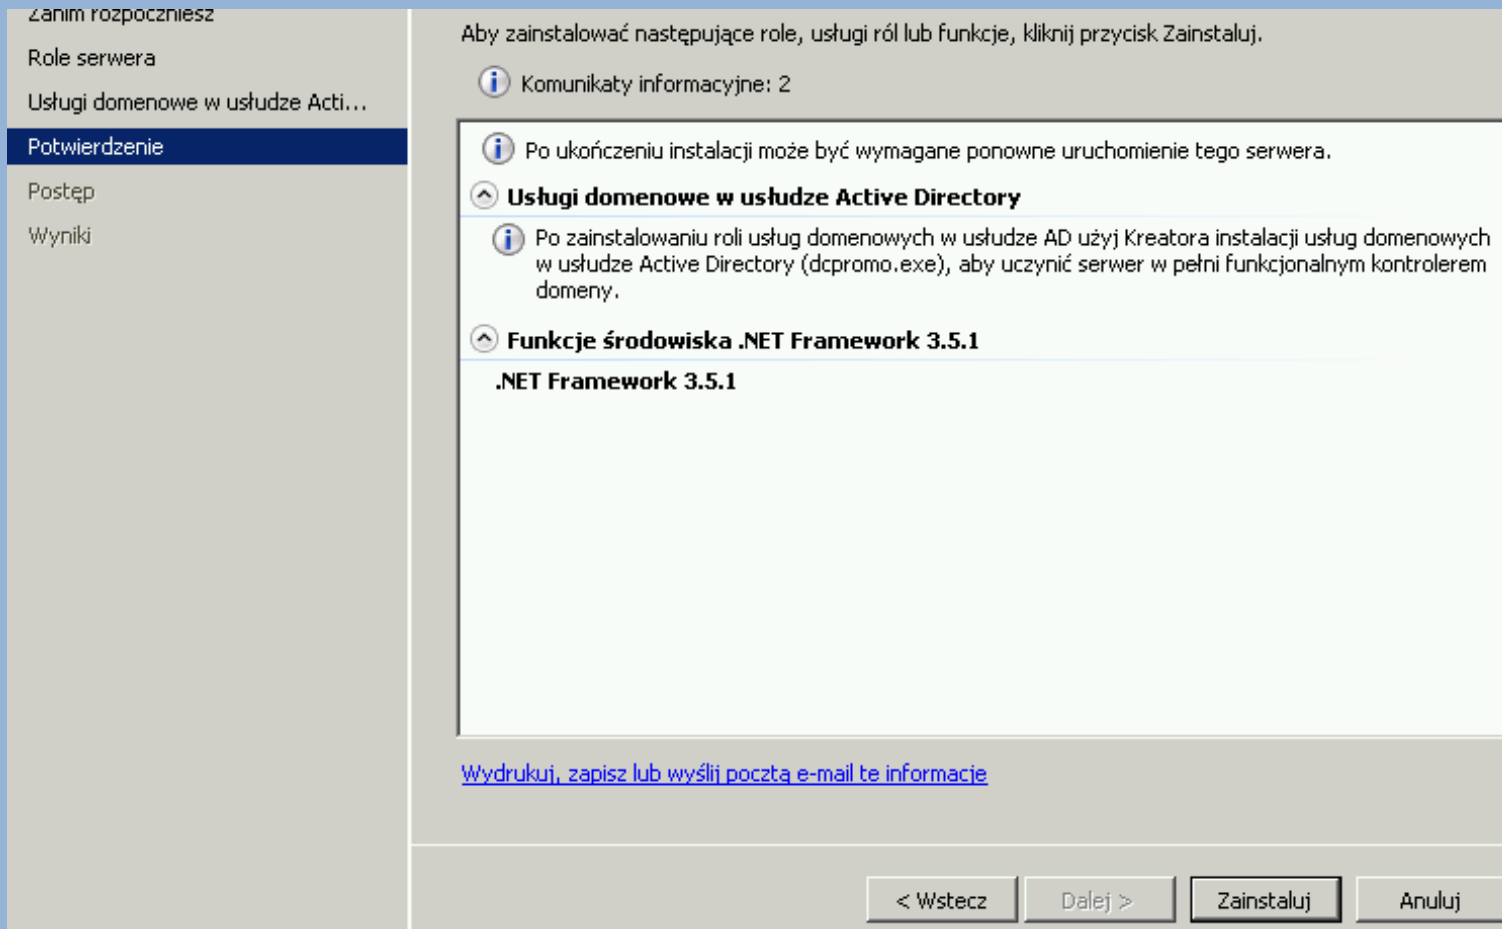 Zanim rozpoczniesz
Role serwera
Usługi domenowe w usłudze Acti...
Potwierdzenie
Postęp
Wyniki
Aby zainstalować następujące role, usługi ról lub funkcje, kliknij przycisk Zainstaluj.
Komunikaty informacyjne: 2
Po ukończeniu instalacji może być wymagane ponowne uruchomienie tego serwera.
Usługi domenowe w usłudze Active Directory
Po zainstalowaniu roli usług domenowych w usłudze AD użyj Kreatora instalacji usług domenowych
w usłudze Active Directory (dcpromo.exe), aby uczynić serwer w pełni funkcjonalnym kontrolerem
domeny.
Funkcje środowiska .NET Framework 3.5.1
.NET Framework 3.5.1
Wydrukuj, zapisz lub wyślij pocztą e-mail te informacje
< Wstecz
Dalej >
Zainstaluj
Anuluj